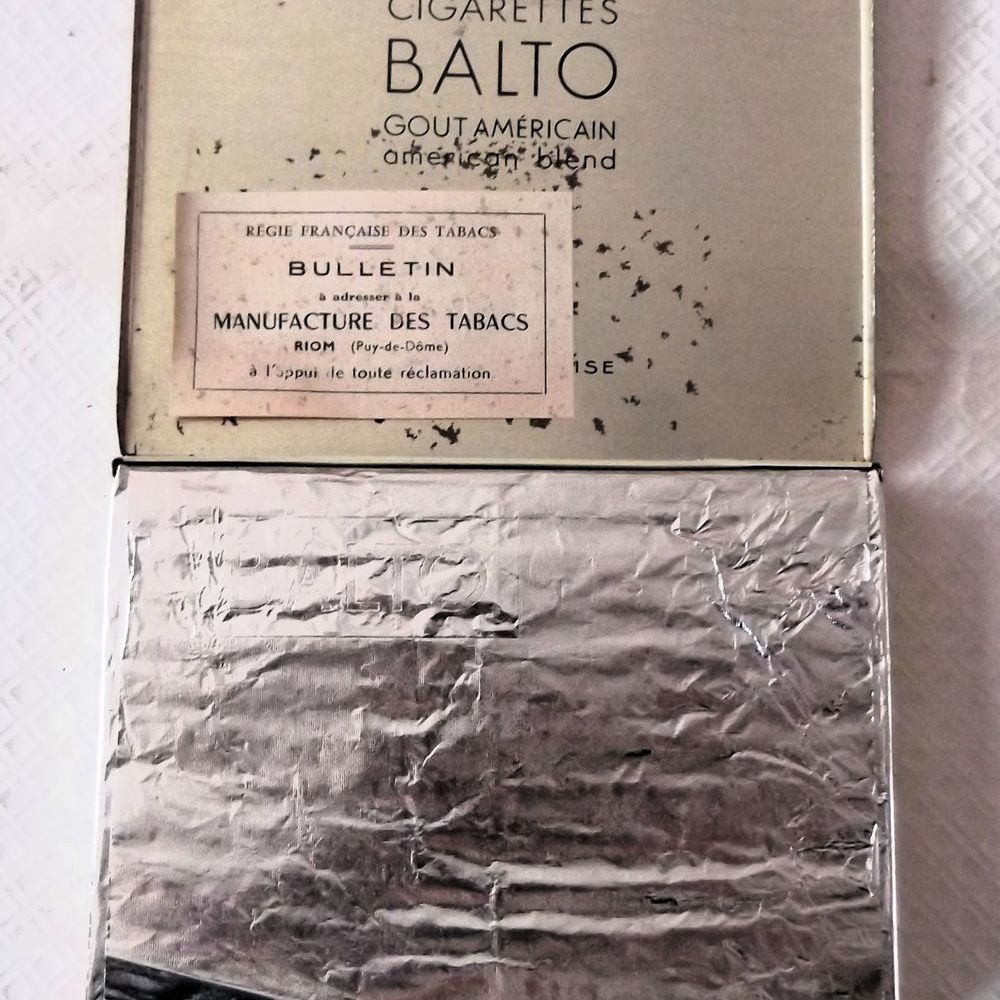 CIGARETTES
BALTO
GOUT AMÉRICAIN
american blend
RÉGIE FRANÇAISE DES TABACS
BULLETIN
à adresser à la
MANUFACTURE DES TABACS
RIOM (Puy-de-Dôme)
à l'appui de toute réclamation
BALTO